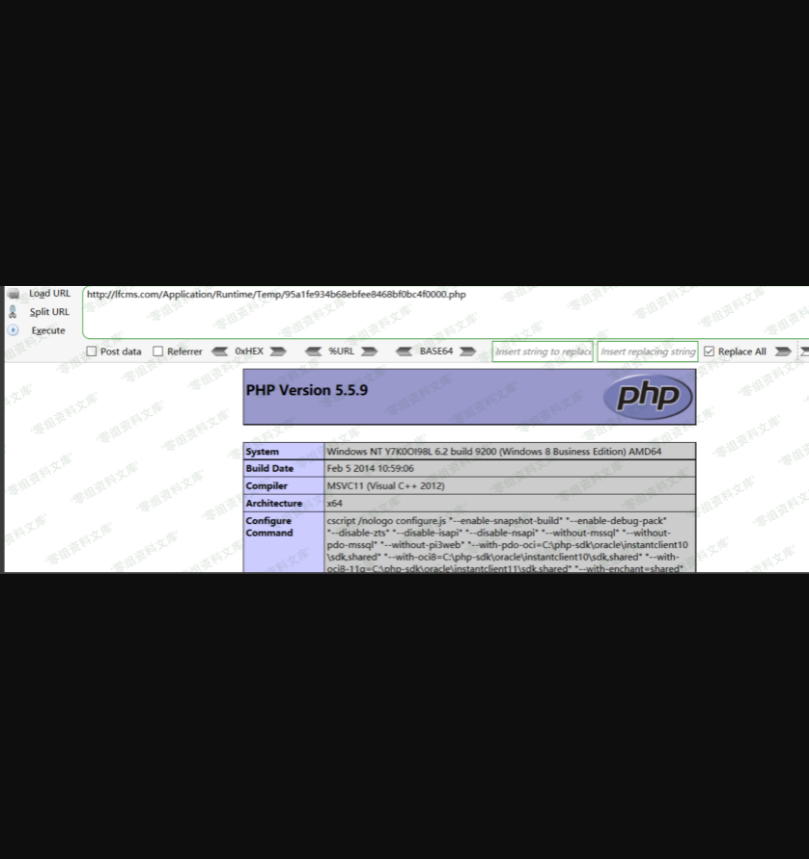 Load URL
http://lfcms.com/Application/Runtime/Temp/95a1fe934b68ebfee8468bf0bc4f0000.php
Split URL
Execute
Post data Referrer 0xHEX %URL BASE64 Insert string to replace Insert replacing string Replace All
PHP Version 5.5.9
php
System Windows NT Y7K0OI98L 6.2 build 9200 (Windows 8 Business Edition) AMD64
Build Date Feb 5 2014 10:59:06
Compiler MSVC11 (Visual C++ 2012)
Architecture x64
Configure Command cscript /nologo configure.js "--enable-snapshot-build" "--enable-debug-pack"
"--disable-zts" "--disable-isapi" "--disable-nsapi" "--without-mssql" "--without-
pdo-mssql" "--without-pi3web" "--with-pdo-oci=C:\php-sdk\oracle\instantclient10
\sdk,shared" "--with-oci8=C:\php-sdk\oracle\instantclient10\sdk,shared" "--with-
oci8-11g=C:\php-sdk\oracle\instantclient11\sdk,shared" "--with-enchant=shared"
零组资料文库